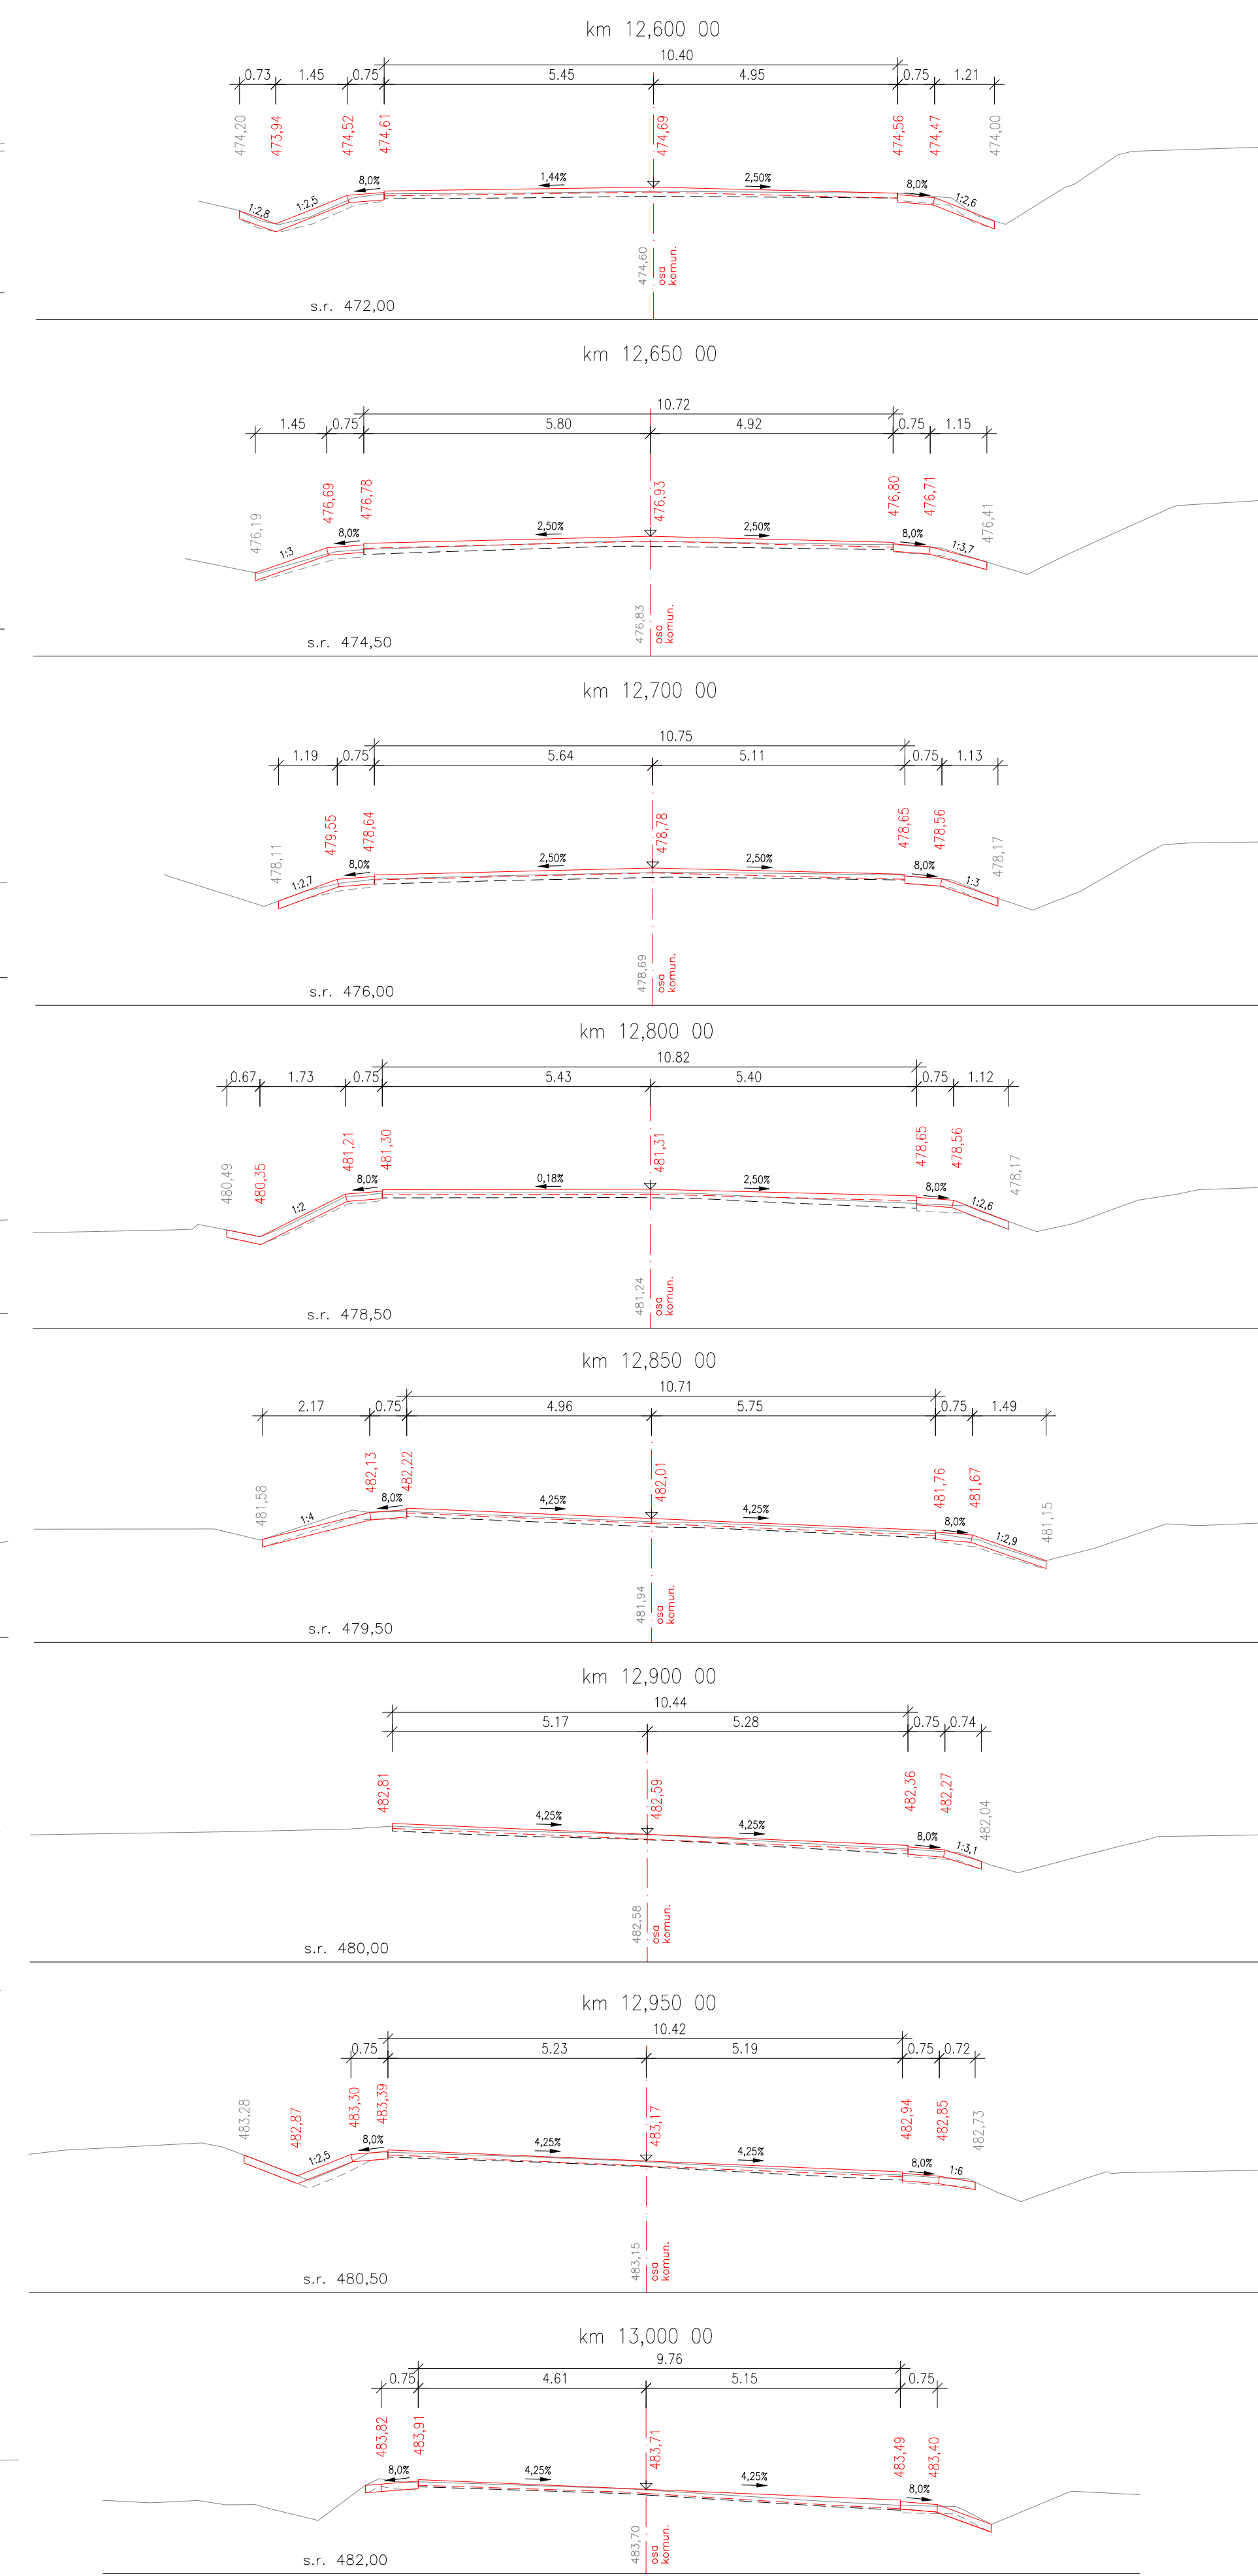 km 12,600 00
10.40
0.73 1.45 0.75 5.45 4.95 0.75 1.21
474,20 473,94 474,52 474,61 474,69 474,56 474,47 474,00
1:2,8 1:2,5 8,0% 1,44% 2,50% 8,0% 1:2,6
474,60 osa komun.
s.r. 472,00
km 12,650 00
10.72
1.45 0.75 5.80 4.92 0.75 1.15
476,19 476,69 476,78 476,93 476,80 476,71 476,41
1:3 8,0% 2,50% 2,50% 8,0% 1:3,7
476,83 osa komun.
s.r. 474,50
km 12,700 00
10.75
1.19 0.75 5.64 5.11 0.75 1.13
478,11 479,55 478,64 478,78 478,65 478,56 478,17
1:2,7 8,0% 2,50% 2,50% 8,0% 1:3
478,69 osa komun.
s.r. 476,00
km 12,800 00
10.82
0.67 1.73 0.75 5.43 5.40 0.75 1.12
480,49 480,35 481,21 481,30 481,31 478,65 478,56 478,17
1:2 8,0% 0,18% 2,50% 8,0% 1:2,6
481,24 osa komun.
s.r. 478,50
km 12,850 00
10.71
2.17 0.75 4.96 5.75 0.75 1.49
481,58 482,13 482,22 482,01 481,76 481,67 481,15
1:4 8,0% 4,25% 4,25% 8,0% 1:2,9
481,94 osa komun.
s.r. 479,50
km 12,900 00
10.44
5.17 5.28 0.75 0.74
482,81 482,59 482,36 482,27 482,04
4,25% 4,25% 8,0% 1:3,1
482,58 osa komun.
s.r. 480,00
km 12,950 00
10.42
0.75 5.23 5.19 0.75 0.72
483,28 482,87 483,30 483,39 483,17 482,94 482,85 482,73
1:2,5 8,0% 4,25% 4,25% 8,0% 1:6
483,15 osa komun.
s.r. 480,50
km 13,000 00
9.76
0.75 4.61 5.15 0.75
483,82 483,91 483,71 483,49 483,40
8,0% 4,25% 4,25% 8,0%
483,70 osa komun.
s.r. 482,00